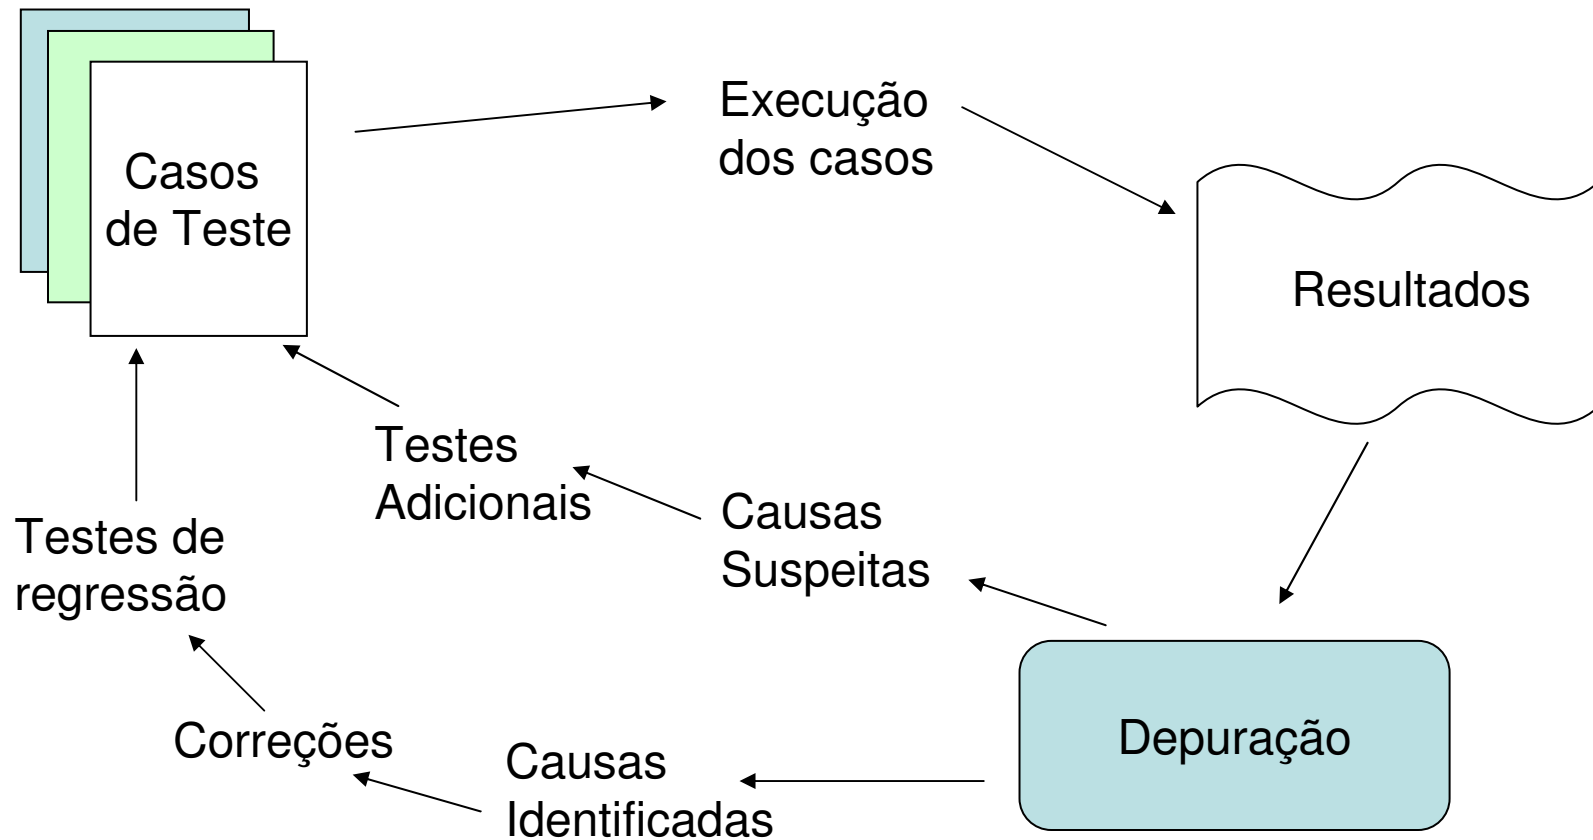 Casos
de Teste
Execução
dos casos
Resultados
Testes
Adicionais
Causas
Suspeitas
Testes de
regressão
Depuração
Correções
Causas
Identificadas